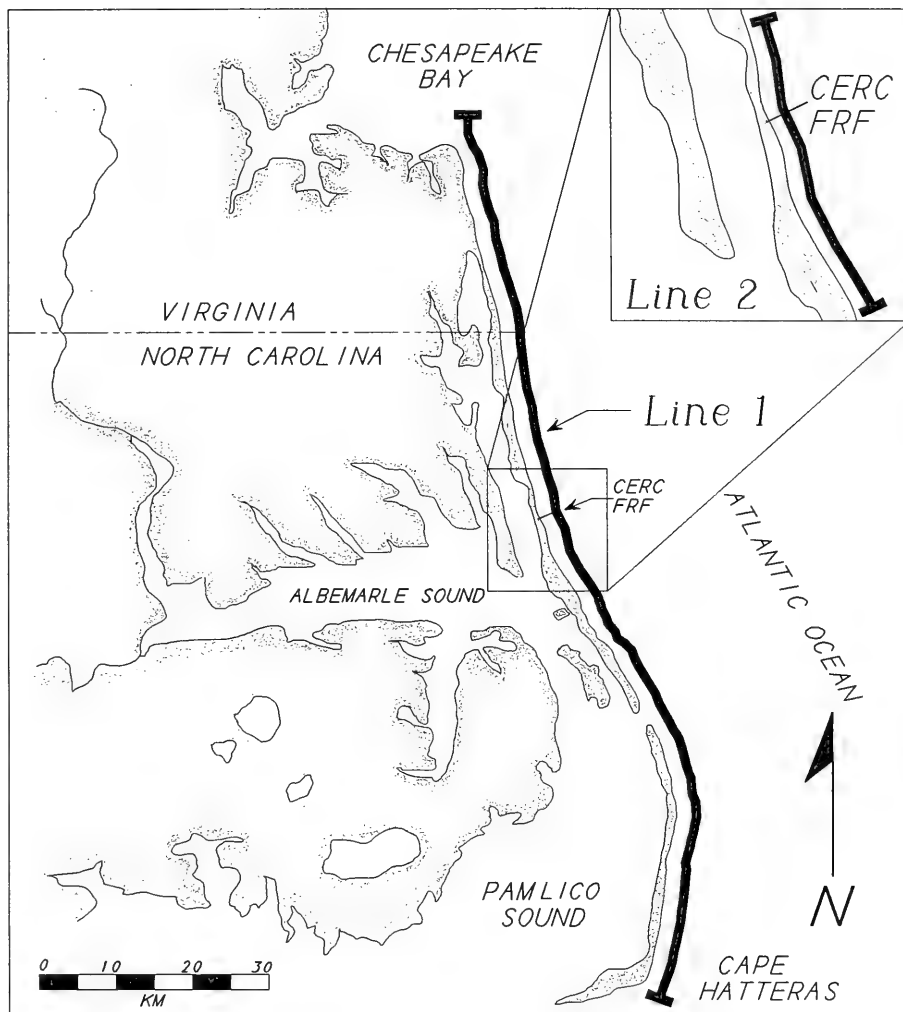 CHESAPEAKE
BAY
CERC
FRF
Line 2
VIRGINIA
NORTH CAROLINA
Line 1
CERC
FRF
ATLANTIC OCEAN
ALBEMARLE SOUND
PAMLICO
SOUND
N
0 10 20 30
KM
CAPE
HATTERAS